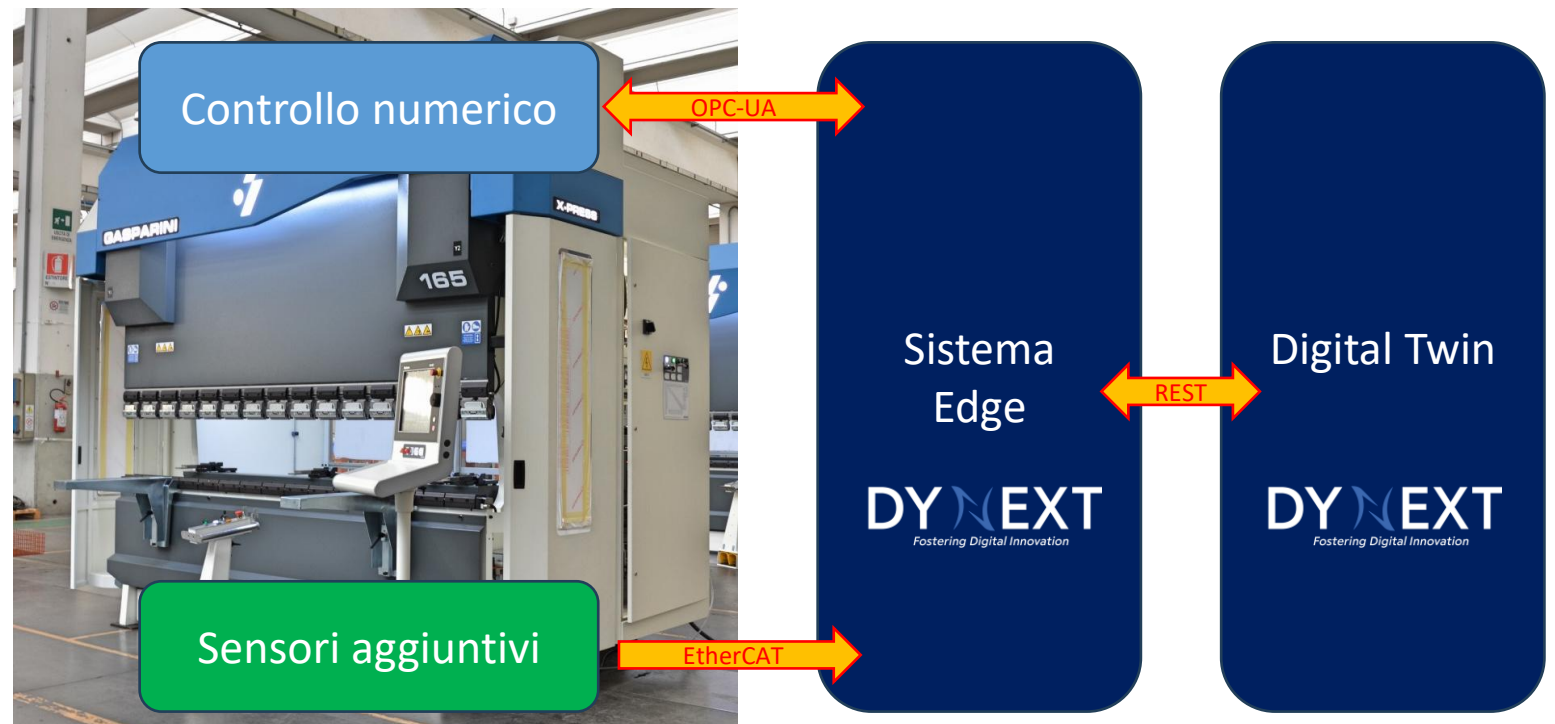 Controllo numerico
OPC-UA
GASPARINI
X-PRESS
165
Y2
Sistema
Edge
Digital Twin
REST
DYNEXT
Fostering Digital Innovation
DYNEXT
Fostering Digital Innovation
Sensori aggiuntivi
EtherCAT